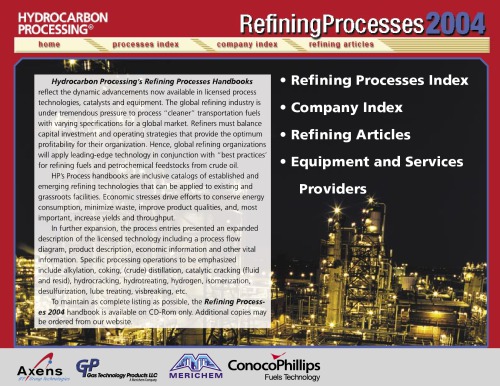 HYDROCARBON
PROCESSING®
RefiningProcesses2004
home processes index company index refining articles
Hydrocarbon Processing's Refining Processes Handbooks
reflect the dynamic advancements now available in licensed process
technologies, catalysts and equipment. The global refining industry is
under tremendous pressure to process "cleaner" transportation fuels
with varying specifications for a global market. Refiners must balance
capital investment and operating strategies that provide the optimum
profitability for their organization. Hence, global refining organizations
will apply leading-edge technology in conjunction with "best practices'
for refining fuels and petrochemical feedstocks from crude oil.
HP's Process handbooks are inclusive catalogs of established and
emerging refining technologies that can be applied to existing and
grassroots facilities. Economic stresses drive efforts to conserve energy
consumption, minimize waste, improve product qualities, and, most
important, increase yields and throughput.
In further expansion, the process entries presented an expanded
description of the licensed technology including a process flow
diagram, product description, economic information and other vital
information. Specific processing operations to be emphasized
include alkylation, coking, (crude) distillation, catalytic cracking (fluid
and resid), hydrocracking, hydrotreating, hydrogen, isomerization,
desulfurization, lube treating, visbreaking, etc.
To maintain as complete listing as possible, the Refining Process-
es 2004 handbook is available on CD-Rom only. Additional copies may
be ordered from our website.
• Refining Processes Index
• Company Index
• Refining Articles
• Equipment and Services
Providers
Axens
IFP Group Technologies
GP
Gas Technology Products LLC
A Merichem Company
MERICHEM
ConocoPhillips
Fuels Technology